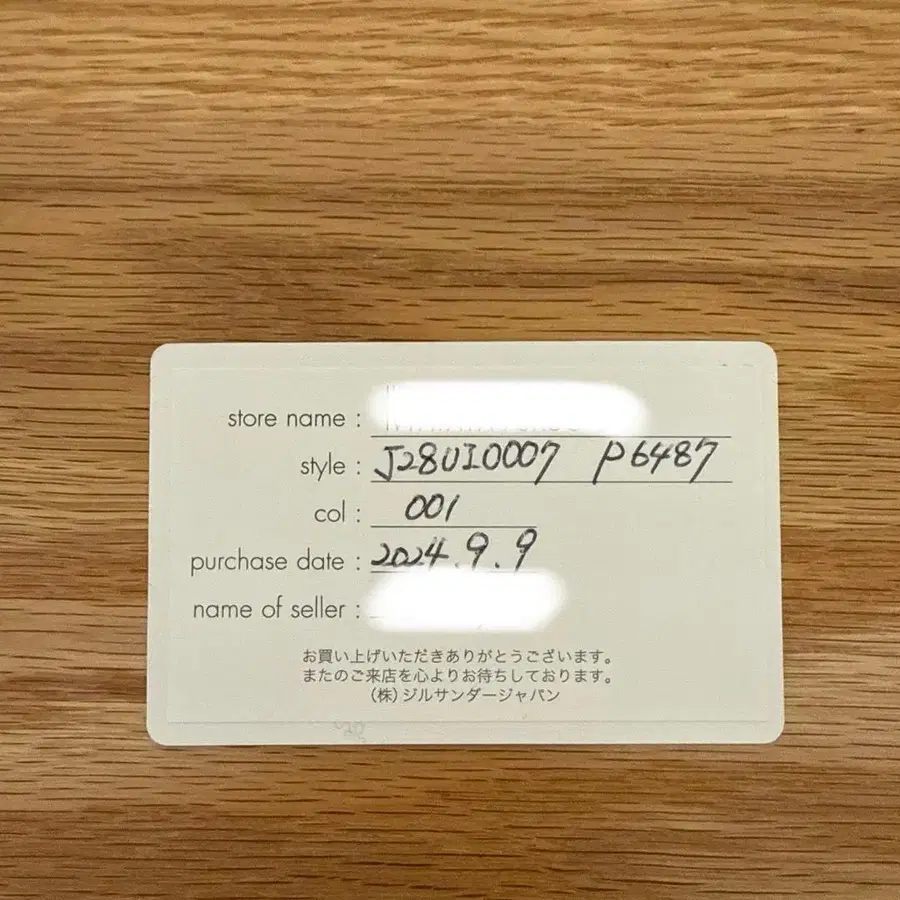 store name :
style : J28UI0007 P6487
col : 001
purchase date : 2024.9.9
name of seller :
お買い上げいただきありがとうございます。
またのご来店を心よりお待ちしております。
（株）ジルサンダージャパン